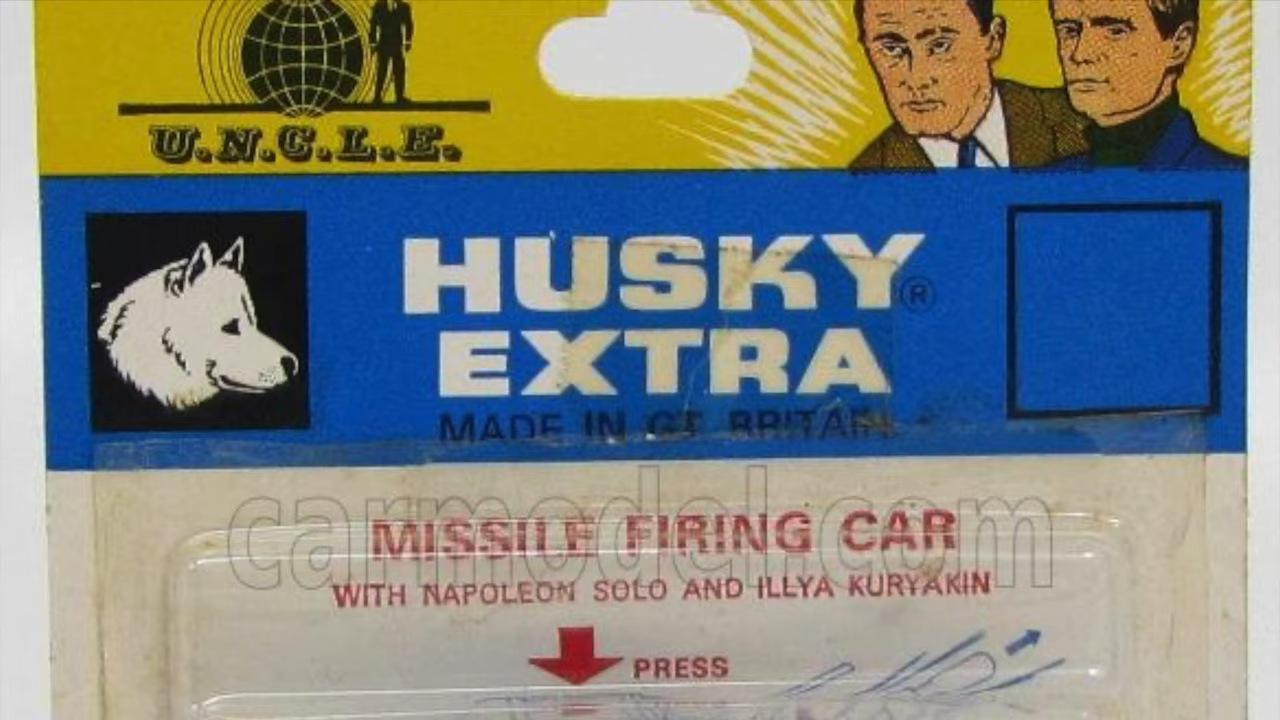 U.N.C.L.E.
HUSKY®
EXTRA
MADE IN GT. BRITAIN
carmodel.com
MISSILE FIRING CAR
WITH NAPOLEON SOLO AND ILLYA KURYAKIN
PRESS